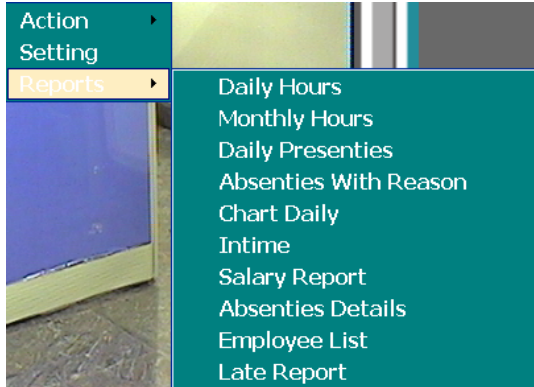 Action
Setting
Reports
Daily Hours
Monthly Hours
Daily Presenties
Absenties With Reason
Chart Daily
Intime
Salary Report
Absenties Details
Employee List
Late Report